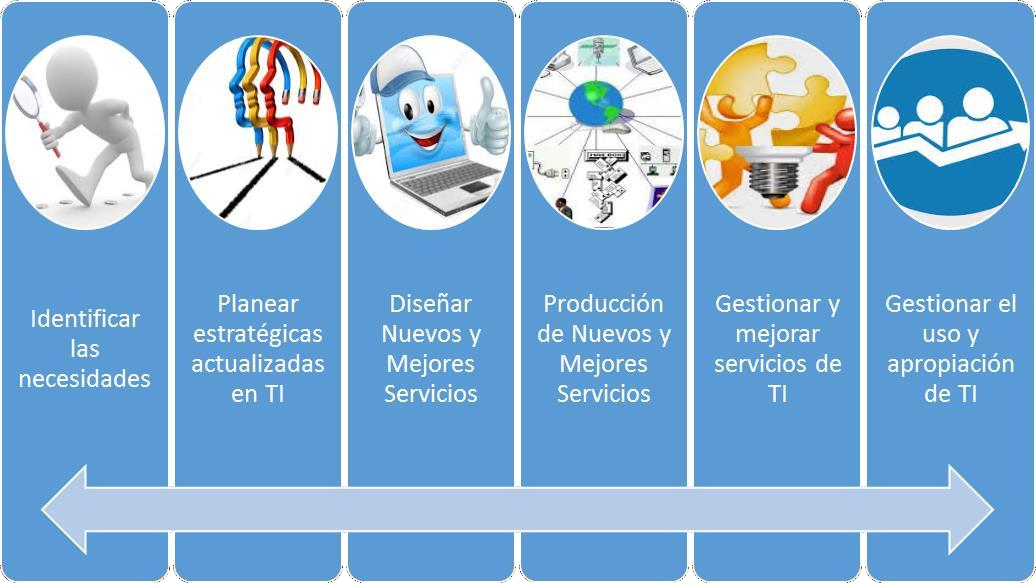 Identificar
las
necesidades
Planear
estratégicas
actualizadas
en TI
Diseñar
Nuevos y
Mejores
Servicios
Producción
de Nuevos y
Mejores
Servicios
Gestionar y
mejorar
servicios de
TI
Gestionar el
uso y
apropiación
de TI